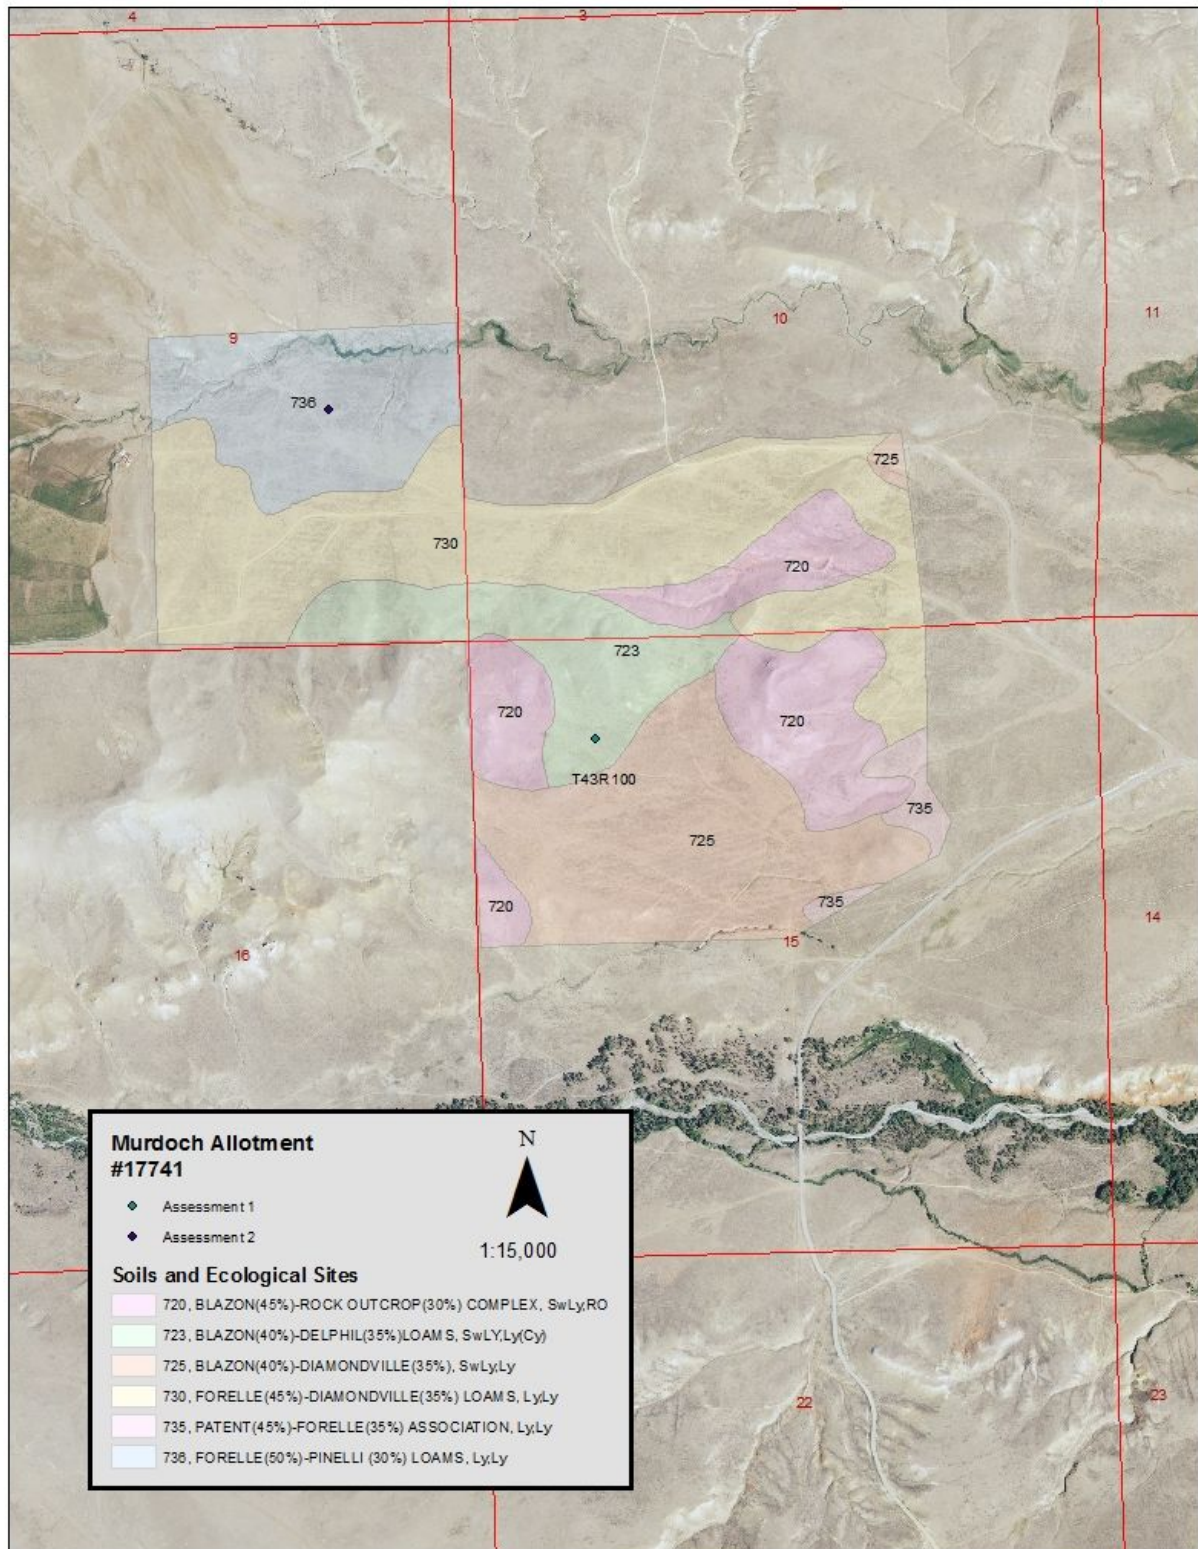 4
3
9
10
11
736
725
730
720
723
720
720
T43R100
735
725
720
735
15
14
16
Murdoch Allotment
#17741
N
Assessment 1
Assessment 2
1:15,000
Soils and Ecological Sites
720, BLAZON(45%)-ROCK OUTCROP(30%) COMPLEX, SwLy,RO
723, BLAZON(40%)-DELPHIL(35%)LOAMS, SwLY,Ly(Cy)
725, BLAZON(40%)-DIAMONDVILLE(35%), SwLy,Ly
730, FORELLE(45%)-DIAMONDVILLE(35%) LOAMS, Ly,Ly
735, PATENT(45%)-FORELLE(35%) ASSOCIATION, Ly,Ly
736, FORELLE(50%)-PINELLI (30%) LOAMS, Ly,Ly
22
23